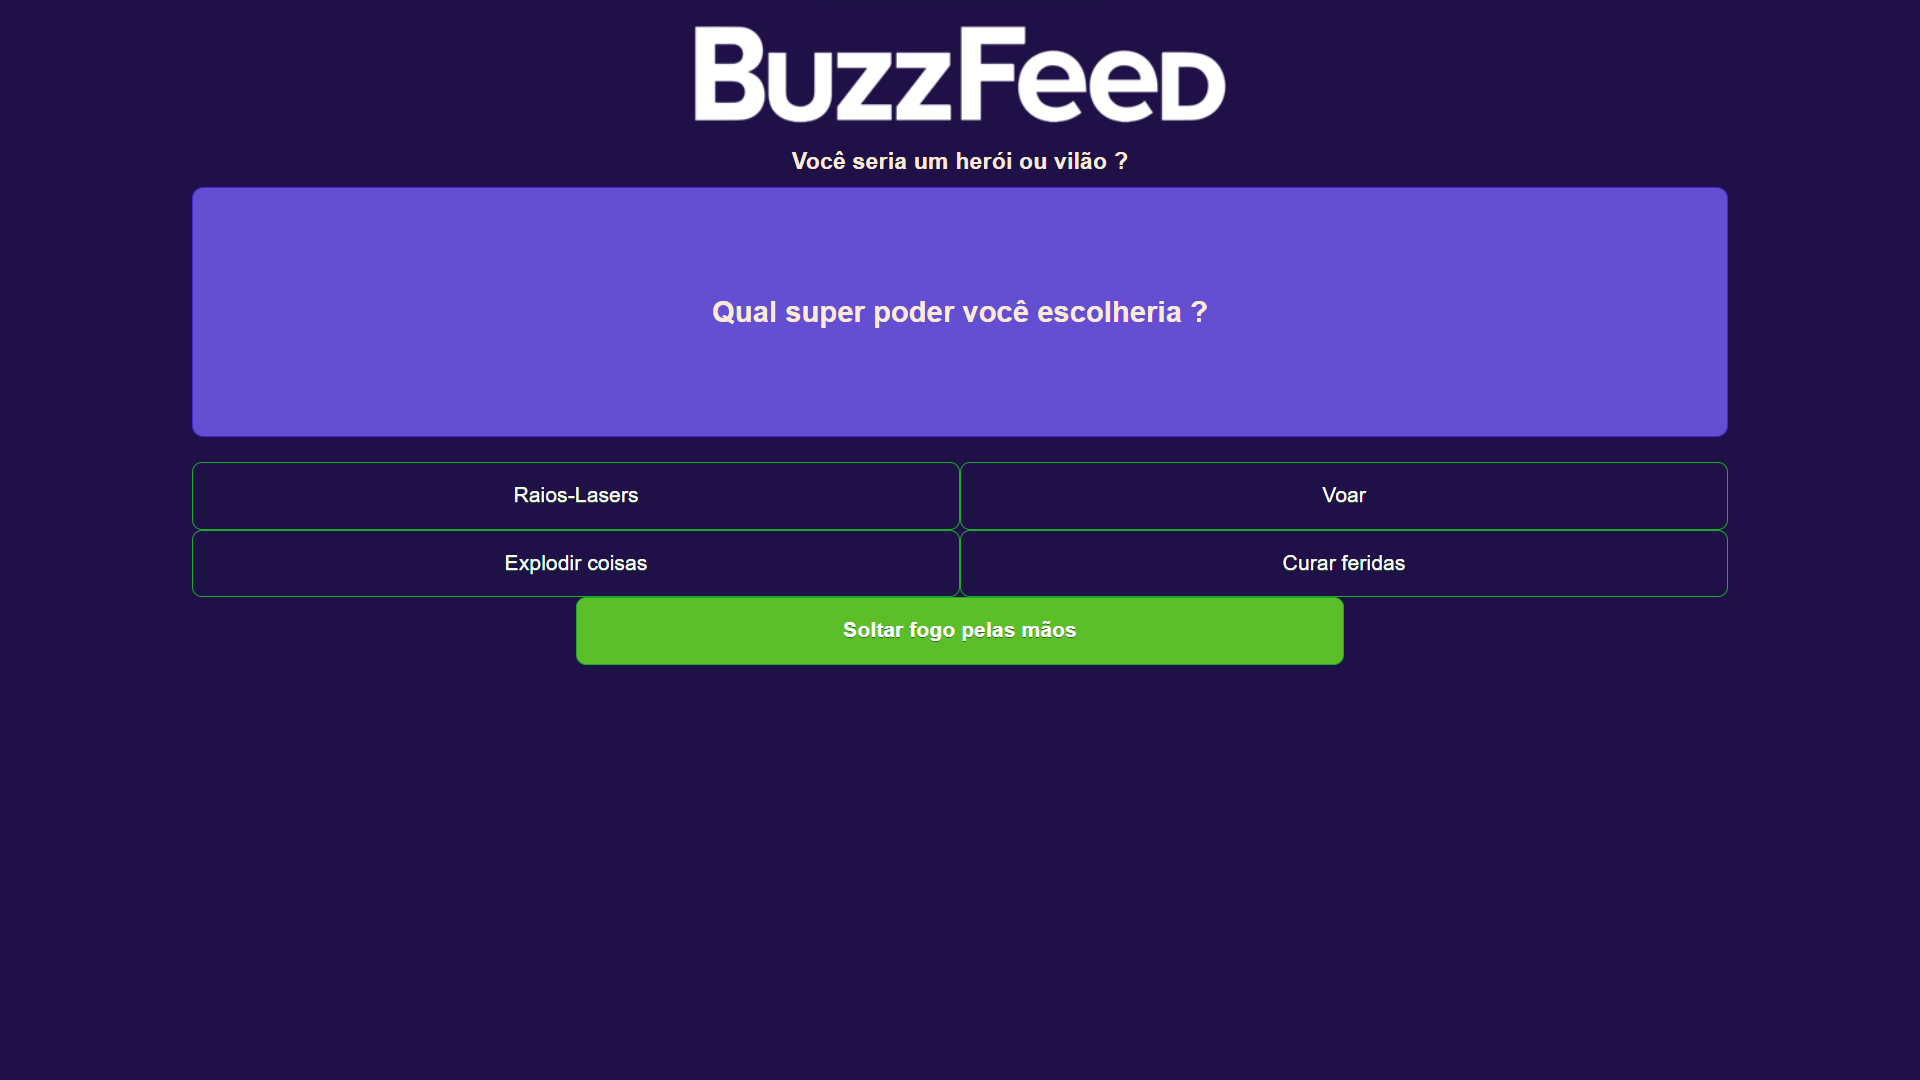 BuzzFeed
Você seria um herói ou vilão ?
Qual super poder você escolheria ?
Raios-Lasers
Voar
Explodir coisas
Curar feridas
Soltar fogo pelas mãos